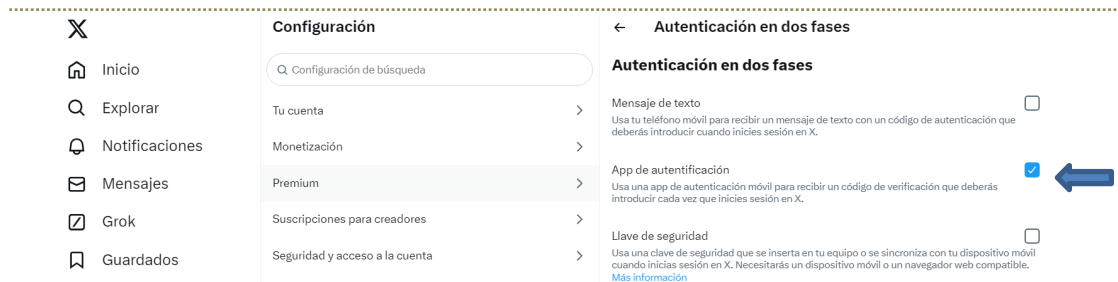 X
Inicio
Explorar
Notificaciones
Mensajes
Grok
Guardados
Configuración
Configuración de búsqueda
Tu cuenta
Monetización
Premium
Suscripciones para creadores
Seguridad y acceso a la cuenta
Autenticación en dos fases
Autenticación en dos fases
Mensaje de texto
Usa tu teléfono móvil para recibir un mensaje de texto con un código de autenticación que
deberás introducir cuando inicies sesión en X.
App de autentificación
Usa una app de autenticación móvil para recibir un código de verificación que deberás
introducir cada vez que inicies sesión en X.
Llave de seguridad
Usa una clave de seguridad que se inserta en tu equipo o se sincroniza con tu dispositivo móvil
cuando inicias sesión en X. Necesitarás un dispositivo móvil o un navegador web compatible.
Más información